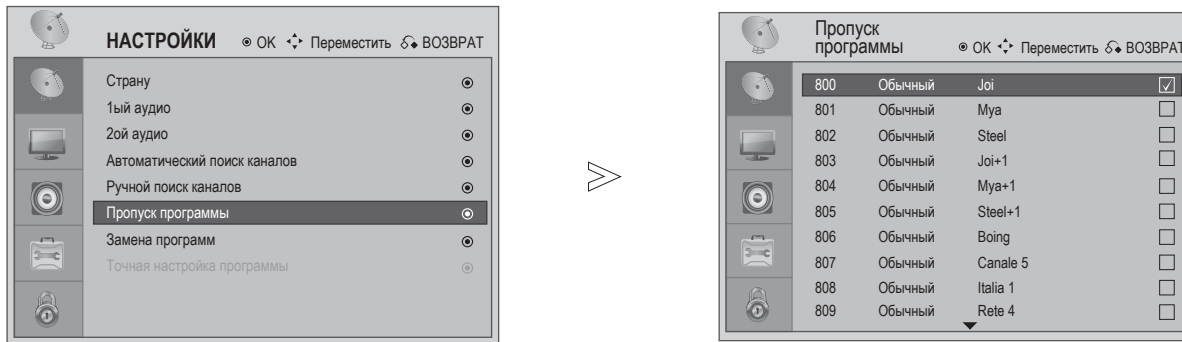 НАСТРОЙКИ OK Переместить ВОЗВРАТ
Страну
1ый аудио
2ой аудио
Автоматический поиск каналов
Ручной поиск каналов
Пропуск программы
Замена программ
Точная настройка программы
Пропуск
программы OK Переместить ВОЗВРАТ
800 Обычный Joi
801 Обычный Mya
802 Обычный Steel
803 Обычный Joi+1
804 Обычный Mya+1
805 Обычный Steel+1
806 Обычный Boing
807 Обычный Canale 5
808 Обычный Italia 1
809 Обычный Rete 4